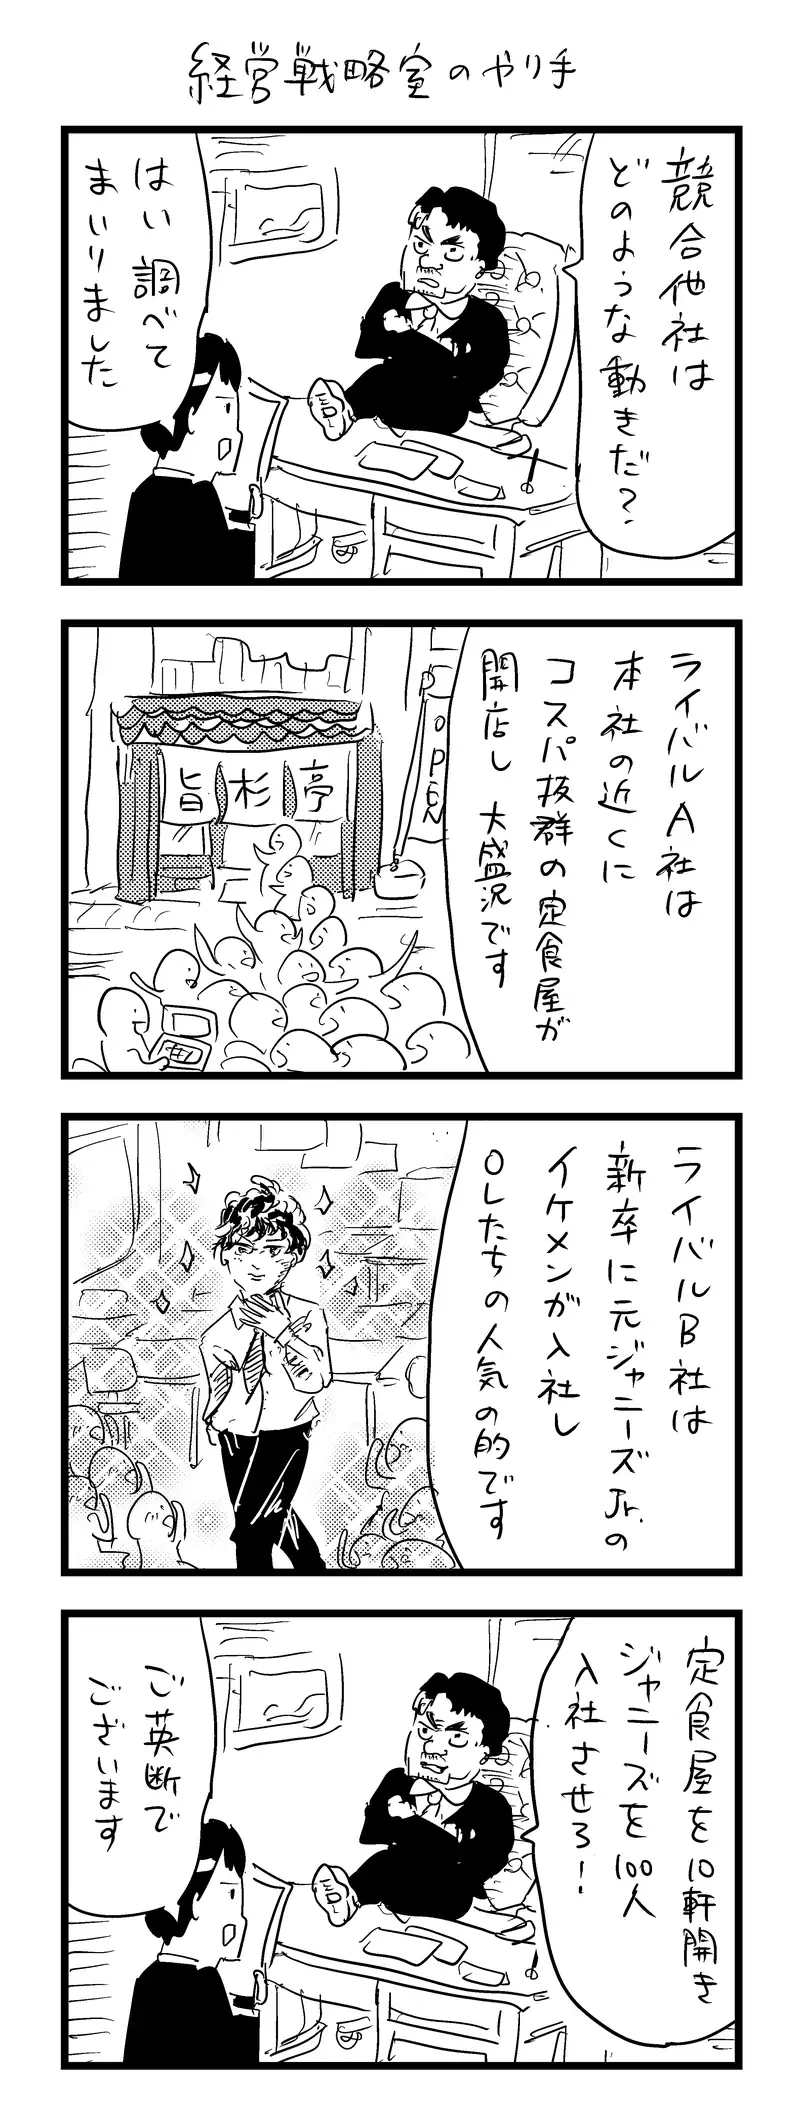 経営戦略室のやり手
競合他社は
どのような動きだ?
はい調べて
まいりました
ライバルA社は
本社の近くに
コスパ抜群の定食屋が
開店し 大盛況です
OPEN
旨杉亭
ライバルB社は
新卒に元ジャニーズJr.の
イケメンが入社し
OLたちの人気の的です
定食屋を10軒開き
ジャニーズを100人
入社させろ!
ご英断で
ございます